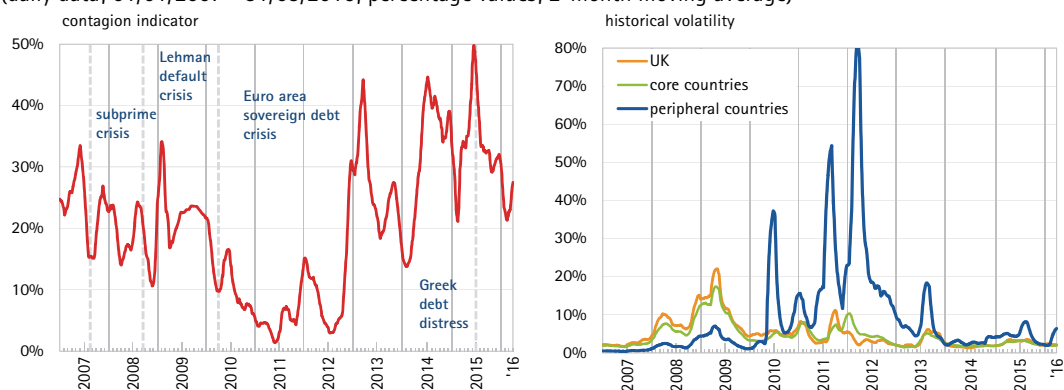 contagion indicator
historical volatility
50%
40%
30%
20%
10%
0%
Lehman
default
crisis
subprime
crisis
Euro area
sovereign debt
crisis
Greek
debt
distress
2007
2008
2009
2010
2011
2012
2013
2014
2015
'16
80%
70%
60%
50%
40%
30%
20%
10%
0%
UK
core countries
peripheral countries
2007
2008
2009
2010
2011
2012
2013
2014
2015
16